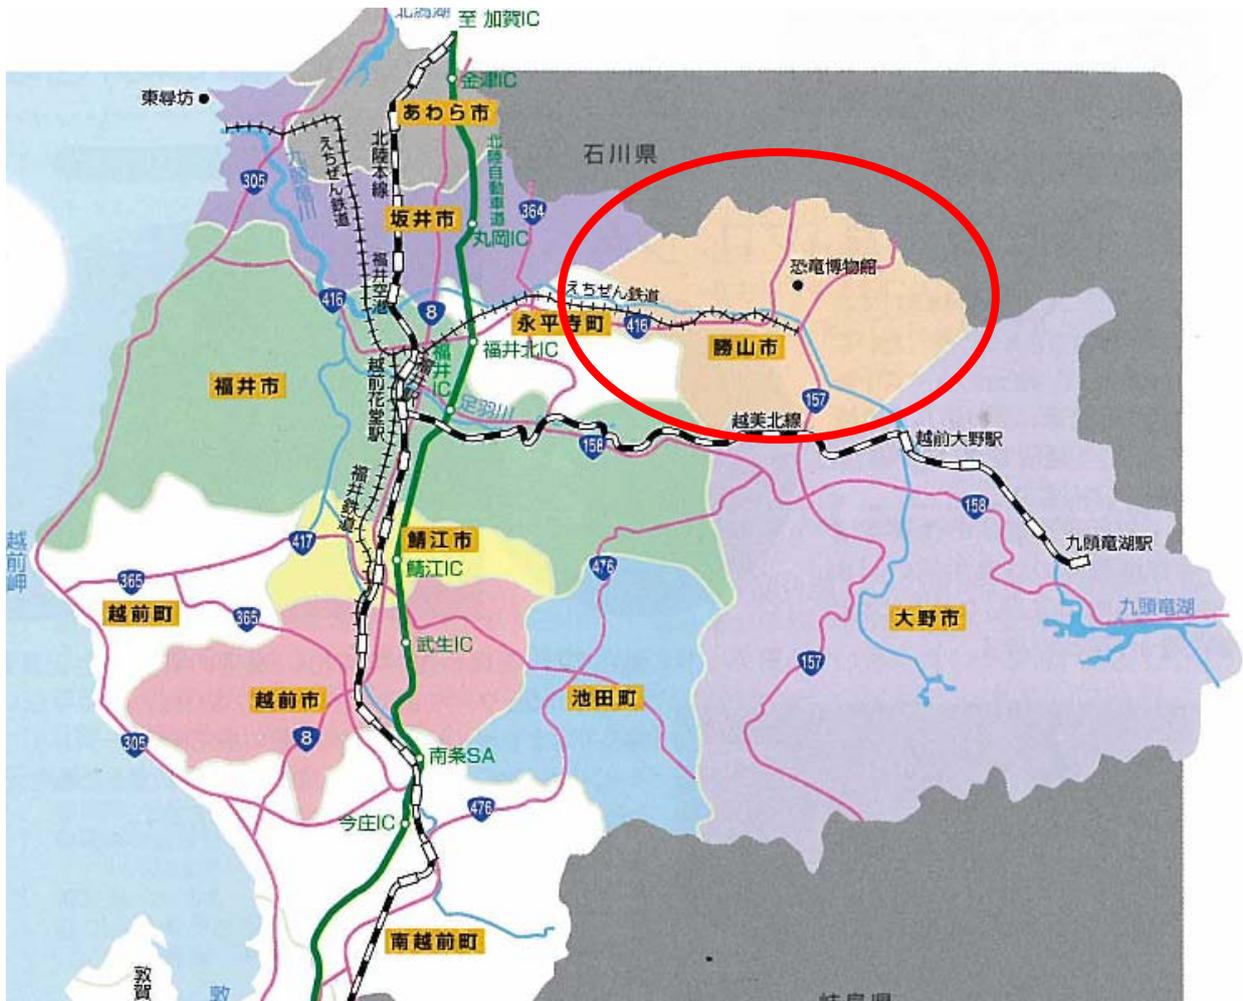 北潟湖
至 加賀IC
金津IC
東尋坊
あわら市
北陸本線
えちぜん鉄道
九頭竜川
北陸自動車道
石川県
305
364
坂井市
丸岡IC
福井空港
恐竜博物館
えちぜん鉄道
416
8
永平寺町
416
勝山市
福井北IC
福井IC
福井市
越前花堂駅
足羽川
157
越美北線
越前大野駅
158
福井鉄道
158
417
鯖江市
鯖江IC
九頭竜湖駅
越前岬
365
476
越前町
365
九頭竜湖
大野市
武生IC
157
越前市
池田町
8
305
南条SA
476
今庄IC
南越前町
敦賀
敦
岐阜県